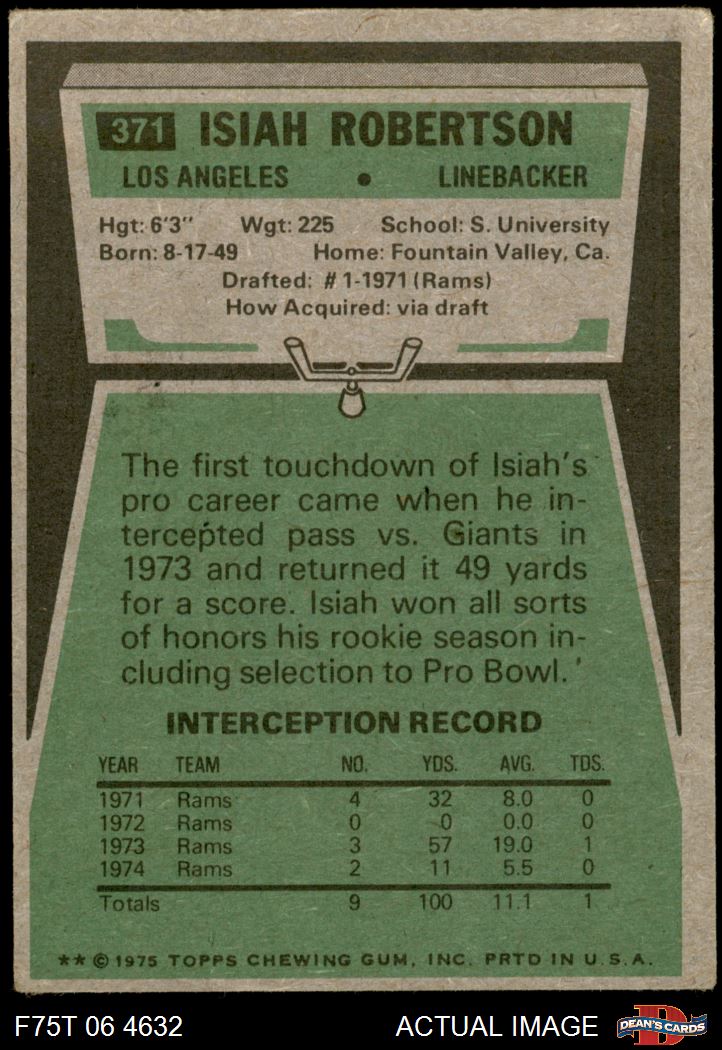 371 ISIAH ROBERTSON
LOS ANGELES • LINEBACKER
Hgt: 6'3" Wgt: 225 School: S. University
Born: 8-17-49 Home: Fountain Valley, Ca.
Drafted: #1-1971 (Rams)
How Acquired: via draft
The first touchdown of Isiah's
pro career came when he in-
tercepted pass vs. Giants in
1973 and returned it 49 yards
for a score. Isiah won all sorts
of honors his rookie season in-
cluding selection to Pro Bowl.'
INTERCEPTION RECORD
YEAR TEAM NO. YDS. AVG. TDS.
1971 Rams 4 32 8.0 0
1972 Rams 0 0 0.0 0
1973 Rams 3 57 19.0 1
1974 Rams 2 11 5.5 0
Totals 9 100 11.1 1
** © 1975 TOPPS CHEWING GUM, INC. PRTD IN U.S.A.
F75T 06 4632 ACTUAL IMAGE D DEAN'S CARDS